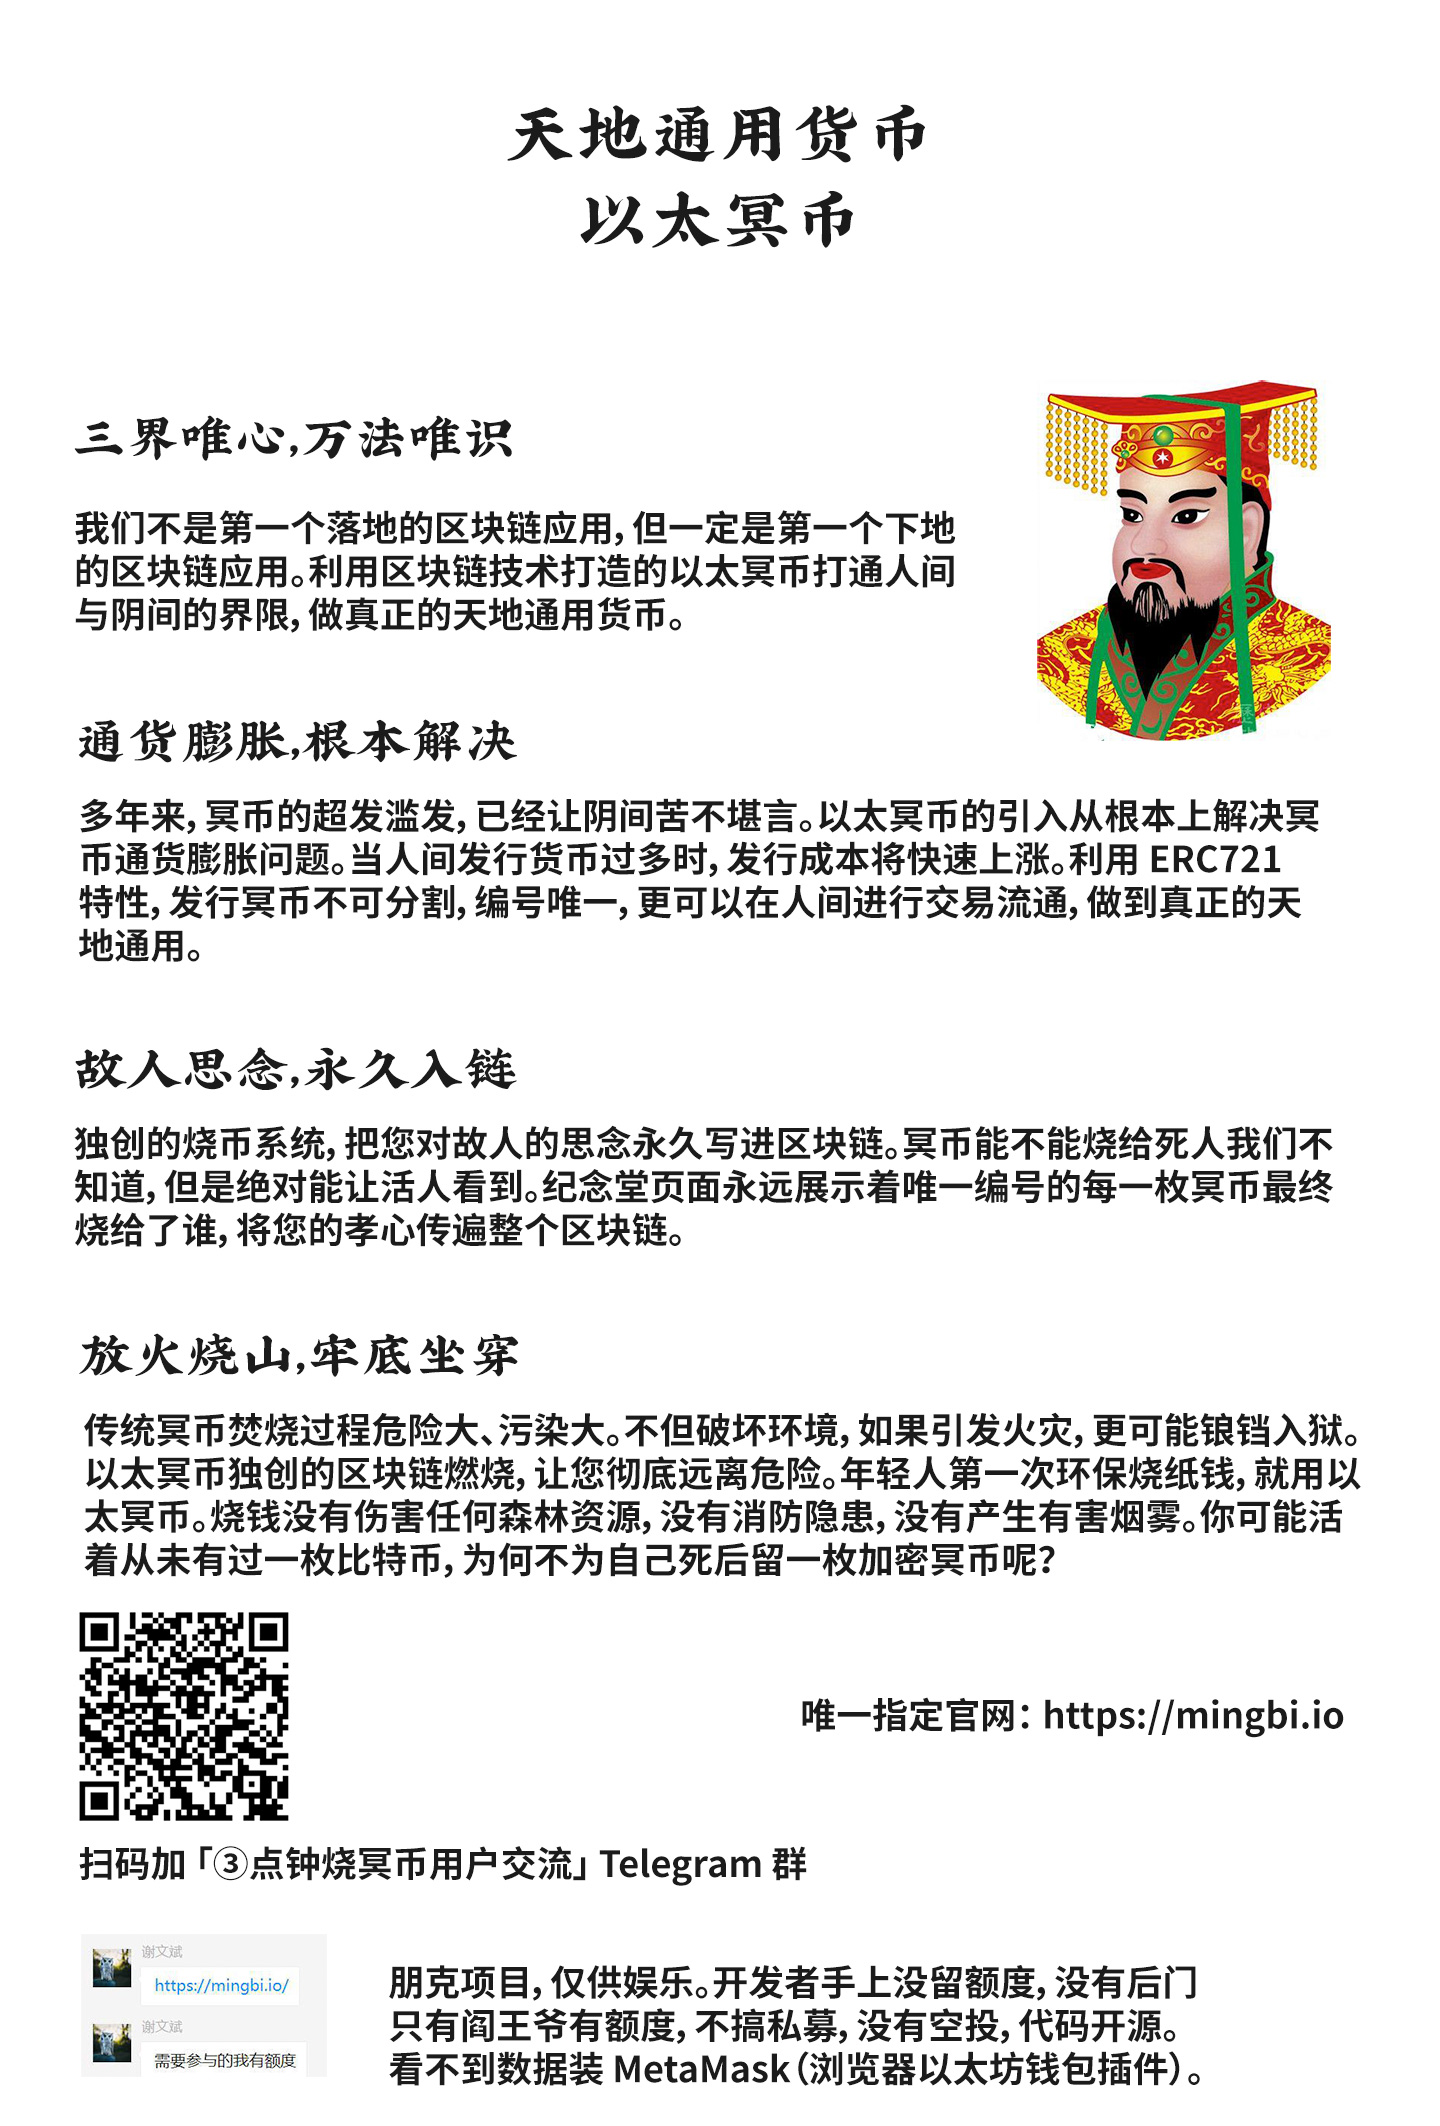 天地通用货币
以太冥币
三界唯心,万法唯识
我们不是第一个落地的区块链应用，但一定是第一个下地
的区块链应用。利用区块链技术打造的以太冥币打通人间
与阴间的界限，做真正的天地通用货币。
通货膨胀,根本解决
多年来，冥币的超发滥发，已经让阴间苦不堪言。以太冥币的引入从根本上解决冥
币通货膨胀问题。当人间发行货币过多时，发行成本将快速上涨。利用 ERC721
特性，发行冥币不可分割，编号唯一，更可以在人间进行交易流通，做到真正的天
地通用。
故人思念,永久入链
独创的烧币系统，把您对故人的思念永久写进区块链。冥币能不能烧给死人我们不
知道，但是绝对能让活人看到。纪念堂页面永远展示着唯一编号的每一枚冥币最终
烧给了谁，将您的孝心传遍整个区块链。
放火烧山,牢底坐穿
传统冥币焚烧过程危险大、污染大。不但破坏环境，如果引发火灾，更可能锒铛入狱。
以太冥币独创的区块链燃烧，让您彻底远离危险。年轻人第一次环保烧纸钱，就用以
太冥币。烧钱没有伤害任何森林资源，没有消防隐患，没有产生有害烟雾。你可能活
着从未有过一枚比特币，为何不为自己死后留一枚加密冥币呢？
唯一指定官网：https://mingbi.io
扫码加「③点钟烧冥币用户交流」Telegram 群
谢文斌
https://mingbi.io/
谢文斌
需要参与的我有额度
朋克项目，仅供娱乐。开发者手上没留额度，没有后门
只有阎王爷有额度，不搞私募，没有空投，代码开源。
看不到数据装 MetaMask（浏览器以太坊钱包插件）。